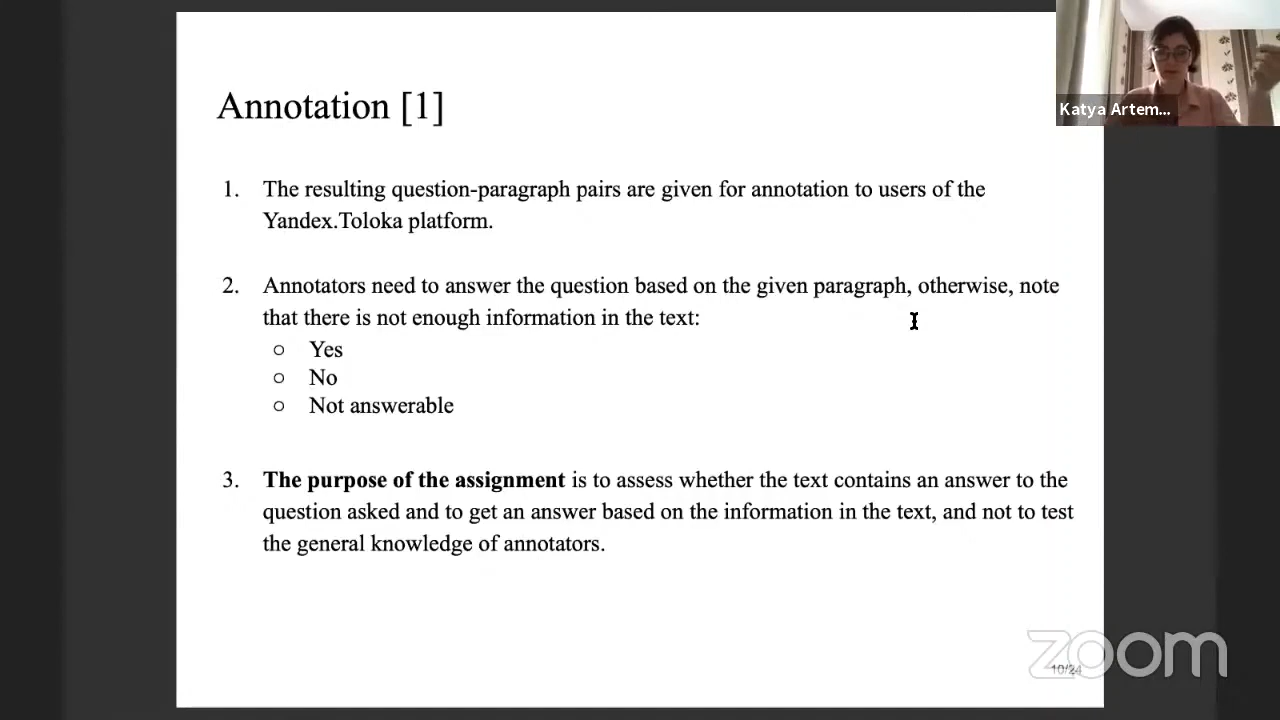 Annotation [1]
Katya Artem...
1. The resulting question-paragraph pairs are given for annotation to users of the
Yandex.Toloka platform.
2. Annotators need to answer the question based on the given paragraph, otherwise, note
that there is not enough information in the text:
○ Yes
○ No
○ Not answerable
3. The purpose of the assignment is to assess whether the text contains an answer to the
question asked and to get an answer based on the information in the text, and not to test
the general knowledge of annotators.
zoom
10/24